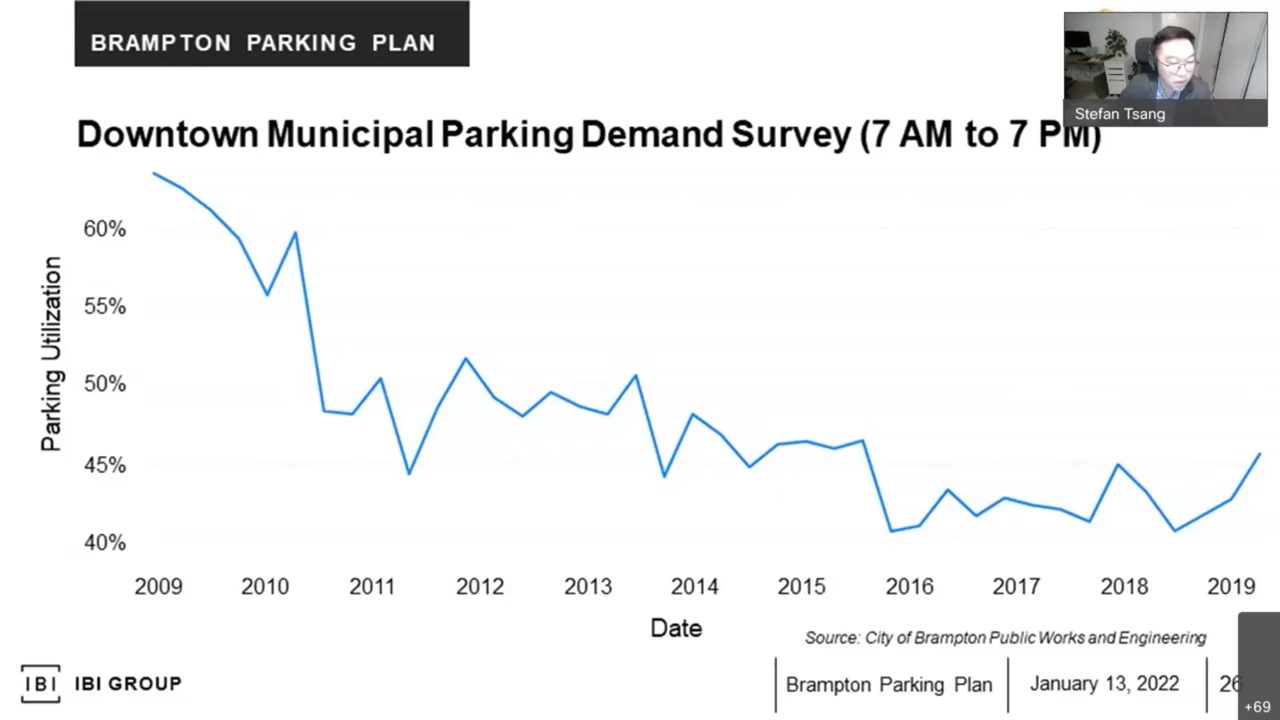 BRAMPTON PARKING PLAN
Stefan Tsang
Downtown Municipal Parking Demand Survey (7 AM to 7 PM)
Parking Utilization
60%
55%
50%
45%
40%
2009 2010 2011 2012 2013 2014 2015 2016 2017 2018 2019
Date
Source: City of Brampton Public Works and Engineering
IBI IBI GROUP
Brampton Parking Plan
January 13, 2022
26
+69